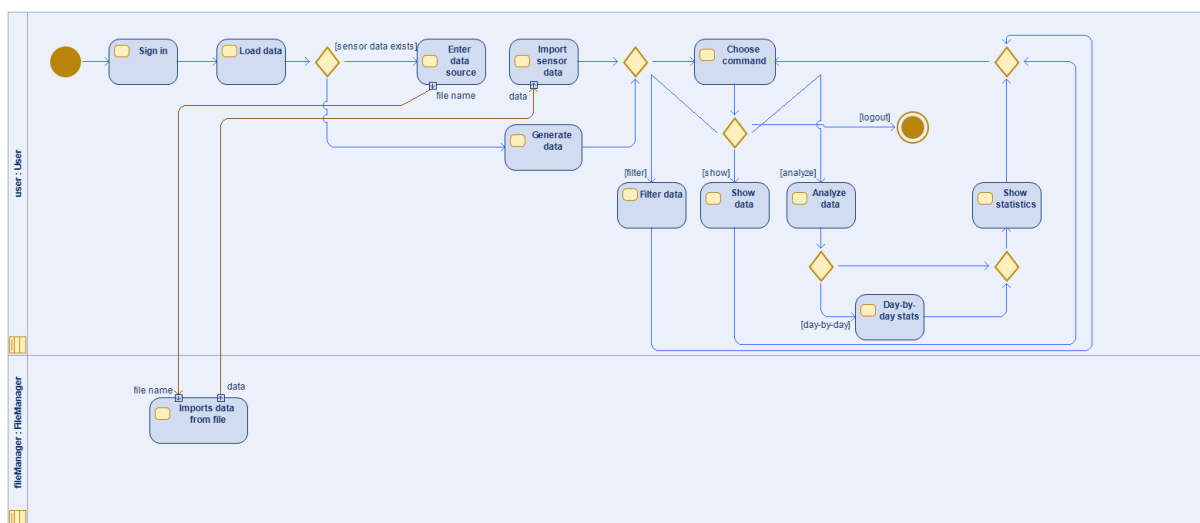 user : User
Sign in
Load data
[sensor data exists]
Enter
data
source
file name
Import
sensor
data
data
Generate
data
Choose
command
[logout]
[filter]
Filter data
[show]
Show
data
[analyze]
Analyze
data
Show
statistics
[day-by-day]
Day-by-
day stats
fileManager : FileManager
file name
data
Imports data
from file